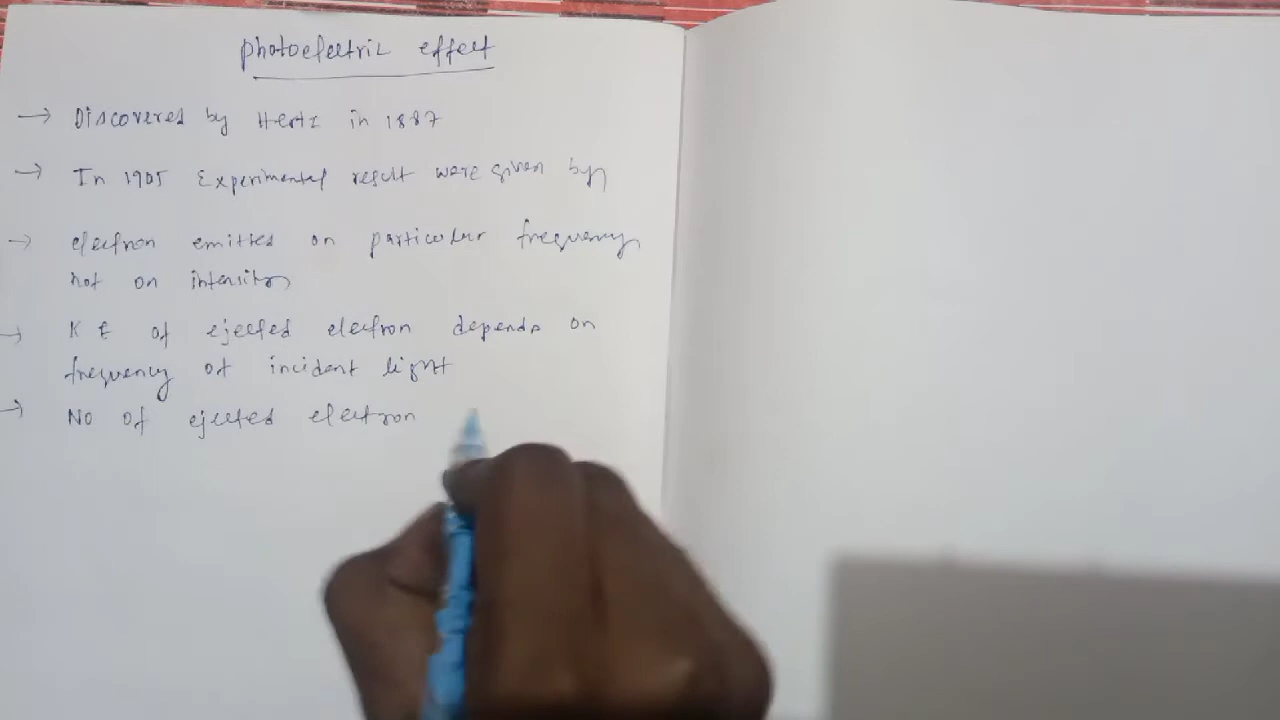 photoelectric effect
→ Discovered by Hertz in 1887
→ In 1905 Experimental result were given by
→ electron emitted on particular frequency
not on intensity
→ K E of ejected electron depends on
frequency of incident light
→ No of ejected electron